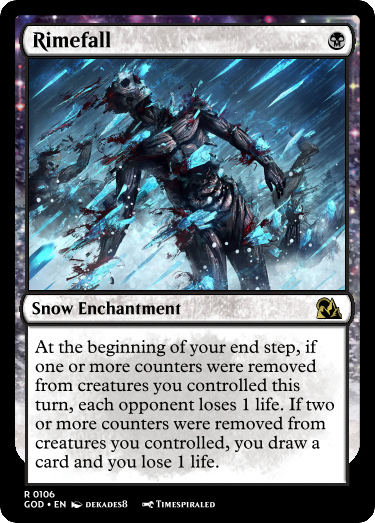 Rimefall
Snow Enchantment
At the beginning of your end step, if
one or more counters were removed
from creatures you controlled this
turn, each opponent loses 1 life. If two
or more counters were removed from
creatures you controlled, you draw a
card and you lose 1 life.
R 0106
GOD • EN DEKADES8 TIMESPIRALED